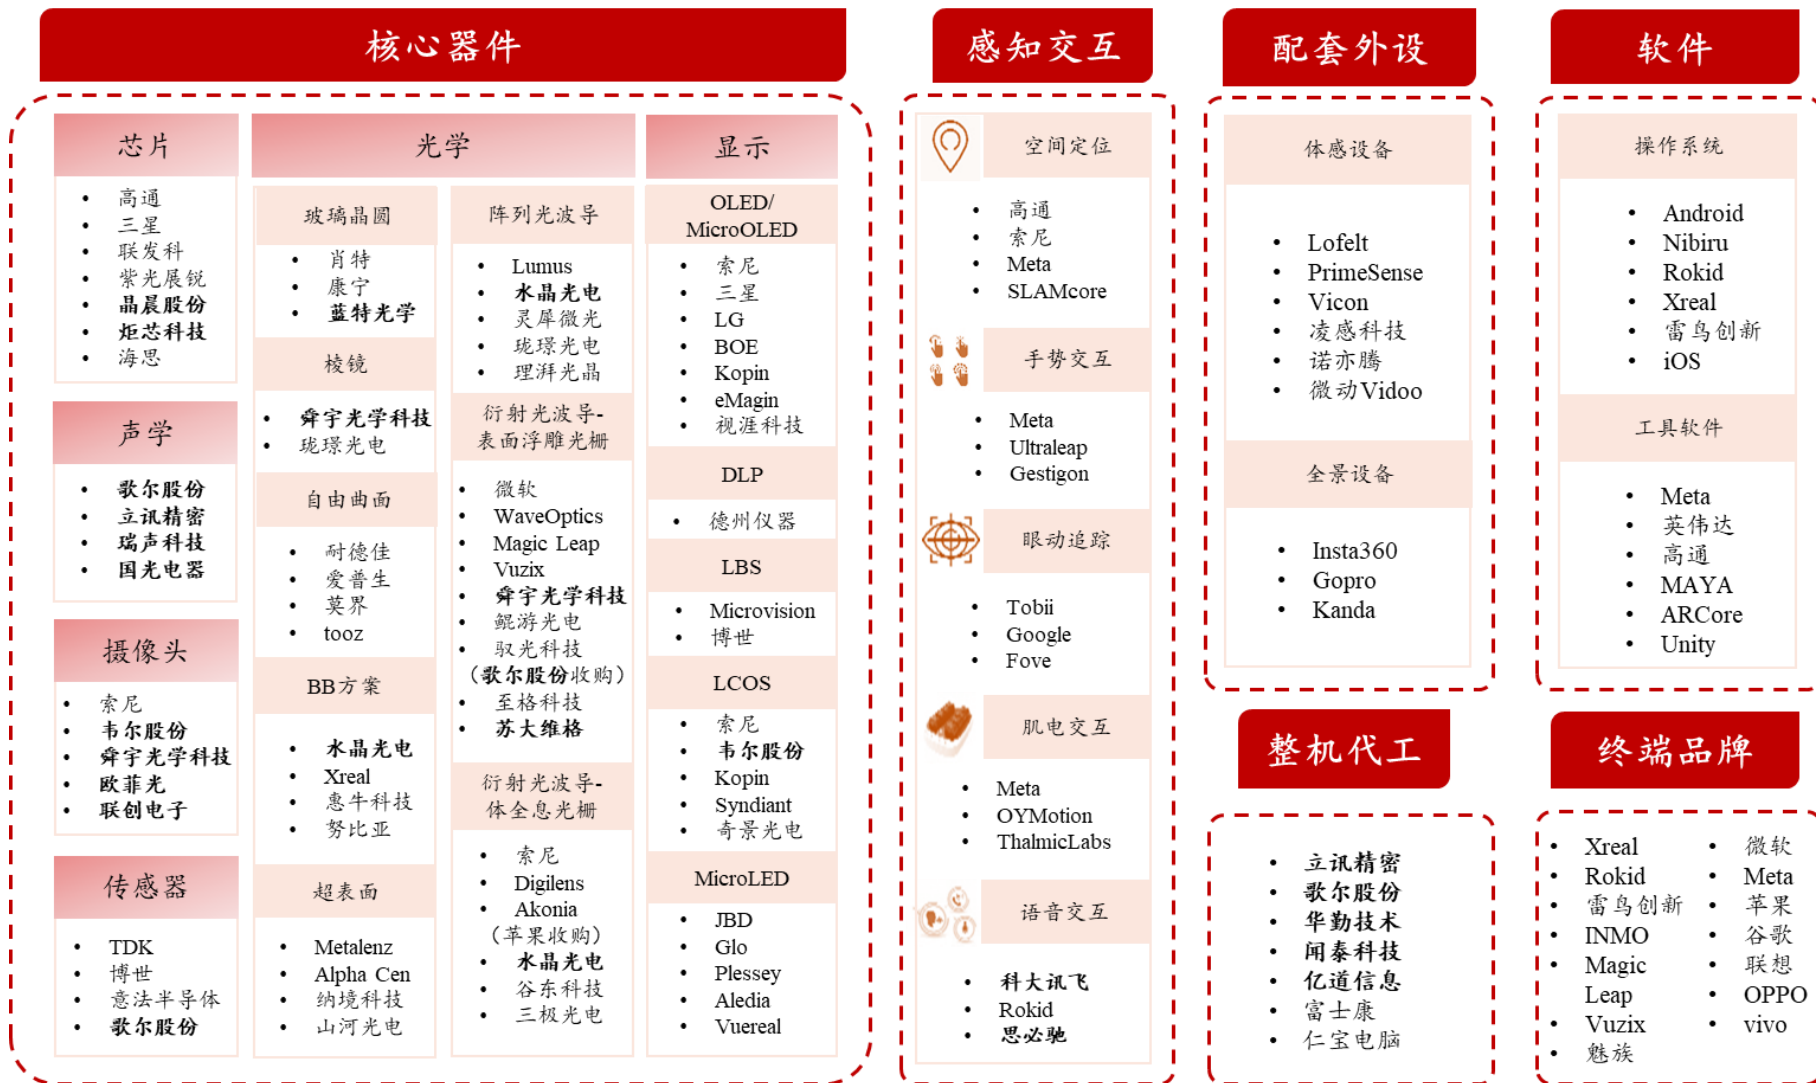 核心器件
芯片
高通
三星
联发科
紫光展锐
晶晨股份
炬芯科技
海思
声学
歌尔股份
立讯精密
瑞声科技
国光电器
摄像头
索尼
韦尔股份
舜宇光学科技
欧菲光
联创电子
传感器
TDK
博世
意法半导体
歌尔股份
光学
玻璃晶圆
肖特
康宁
蓝特光学
棱镜
舜宇光学科技
珑璟光电
自由曲面
耐德佳
爱普生
莫界
tooz
BB方案
水晶光电
Xreal
惠牛科技
努比亚
超表面
Metalenz
Alpha Cen
纳境科技
山河光电
阵列光波导
Lumus
水晶光电
灵犀微光
珑璟光电
理湃光晶
衍射光波导-
表面浮雕光栅
微软
WaveOptics
Magic Leap
Vuzix
舜宇光学科技
鲲游光电
驭光科技
（歌尔股份收购）
至格科技
苏大维格
衍射光波导-
体全息光栅
索尼
Digilens
Akonia
（苹果收购）
水晶光电
谷东科技
三极光电
显示
OLED/
MicroOLED
索尼
三星
LG
BOE
Kopin
eMagin
视涯科技
DLP
德州仪器
LBS
Microvision
博世
LCOS
索尼
韦尔股份
Kopin
Syndiant
奇景光电
MicroLED
JBD
Glo
Plessey
Aledia
Vuereal
感知交互
空间定位
高通
索尼
Meta
SLAMcore
手势交互
Meta
Ultraleap
Gestigon
眼动追踪
Tobii
Google
Fove
肌电交互
Meta
OYMotion
ThalmicLabs
语音交互
科大讯飞
Rokid
思必驰
配套外设
体感设备
Lofelt
PrimeSense
Vicon
凌感科技
诺亦腾
微动Vidoo
全景设备
Insta360
Gopro
Kanda
软件
操作系统
Android
Nibiru
Rokid
Xreal
雷鸟创新
iOS
工具软件
Meta
英伟达
高通
MAYA
ARCore
Unity
整机代工
立讯精密
歌尔股份
华勤技术
闻泰科技
亿道信息
富士康
仁宝电脑
终端品牌
Xreal
Rokid
雷鸟创新
INMO
Magic
Leap
Vuzix
魅族
微软
Meta
苹果
谷歌
联想
OPPO
vivo